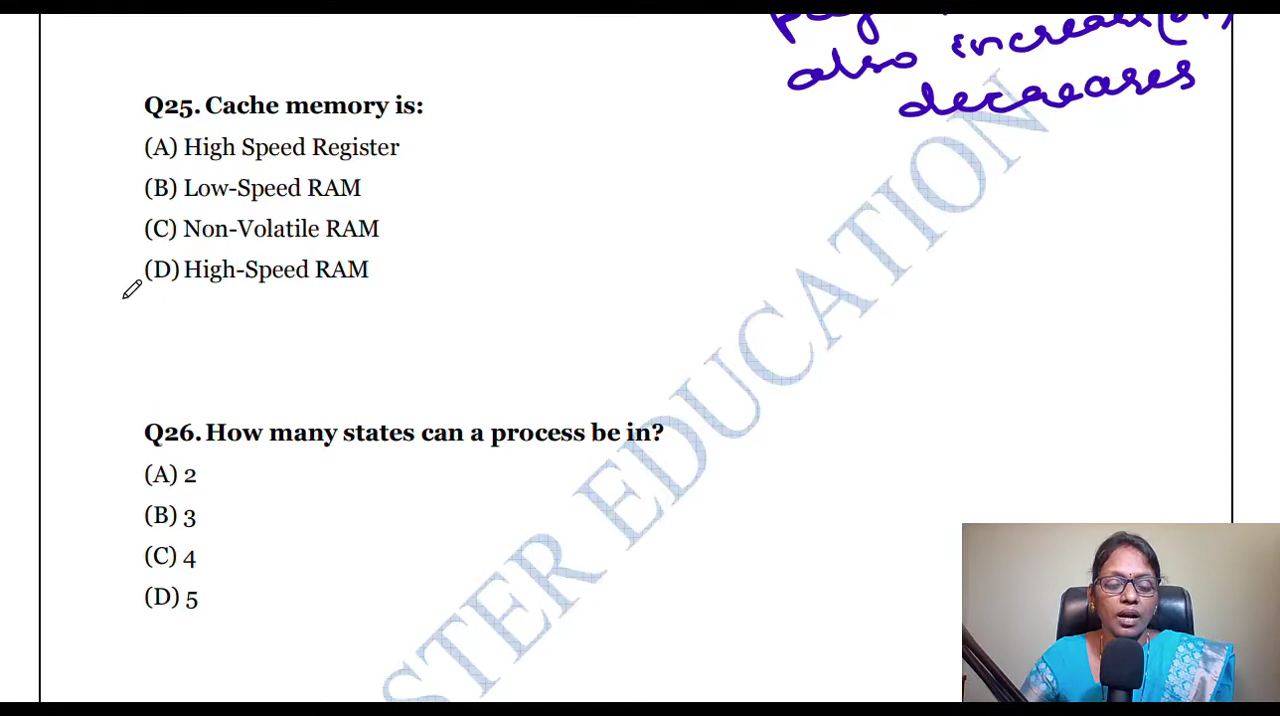 also increase(or)
decreases
Q25. Cache memory is:
(A) High Speed Register
(B) Low-Speed RAM
(C) Non-Volatile RAM
(D) High-Speed RAM
Q26. How many states can a process be in?
(A) 2
(B) 3
(C) 4
(D) 5
STER EDUCATION